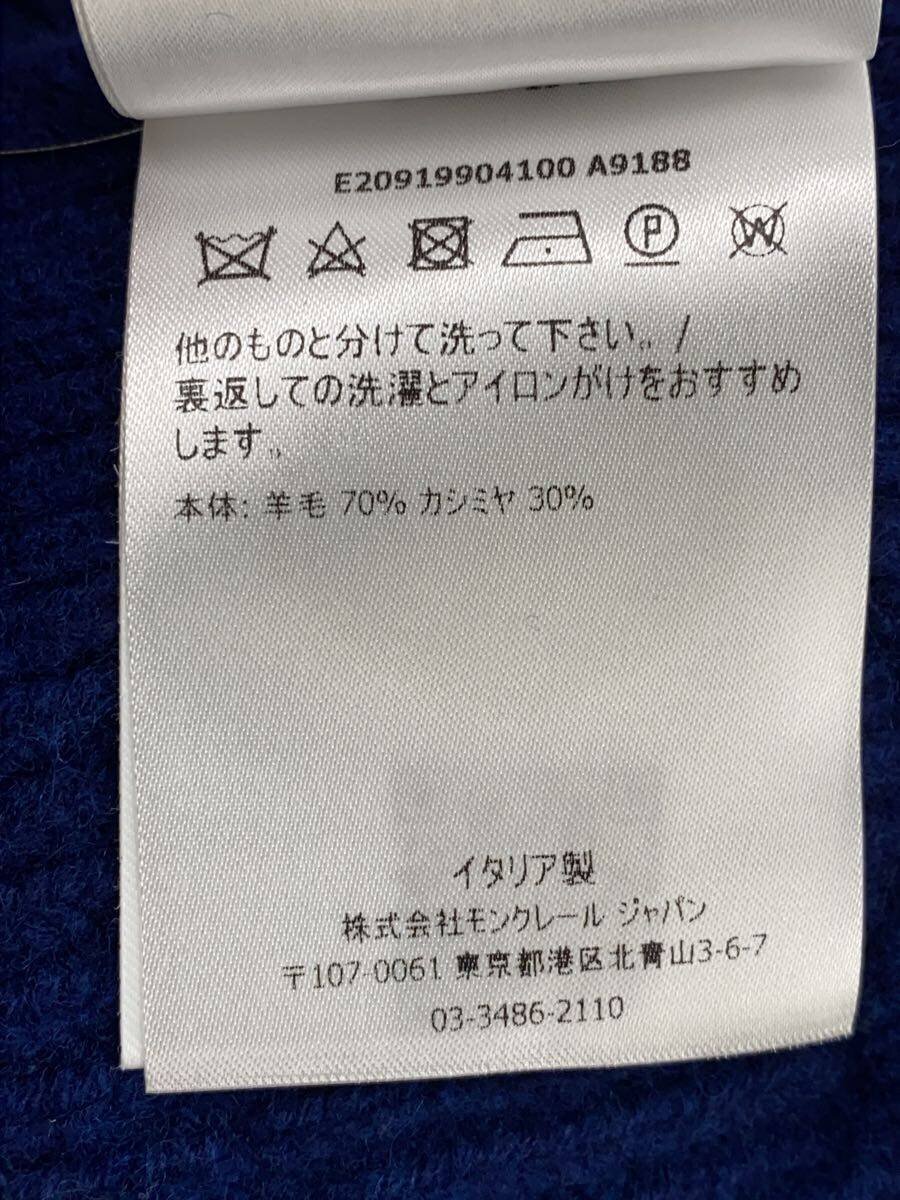 E20919904100 A9188
P
W
他のものと分けて洗って下さい。. /
裏返しての洗濯とアイロンがけをおすすめ
します。.
本体: 羊毛 70% カシミヤ 30%
イタリア製
株式会社モンクレール ジャパン
〒107-0061 東京都港区北青山3-6-7
03-3486-2110